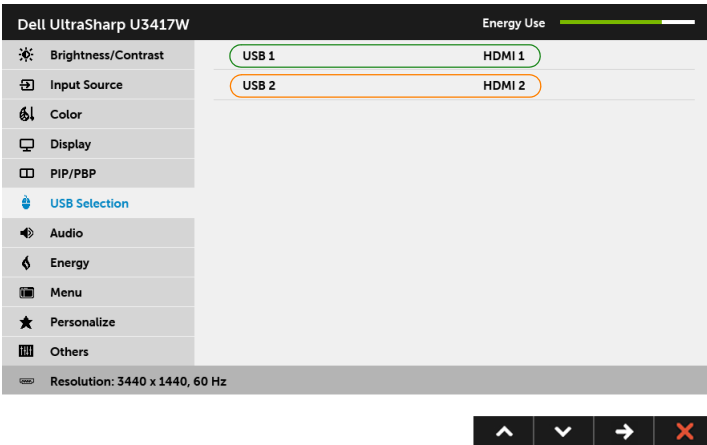 Dell UltraSharp U3417W
Energy Use
Brightness/Contrast
USB 1 HDMI 1
Input Source
USB 2 HDMI 2
Color
Display
PIP/PBP
USB Selection
Audio
Energy
Menu
Personalize
Others
Resolution: 3440 x 1440, 60 Hz